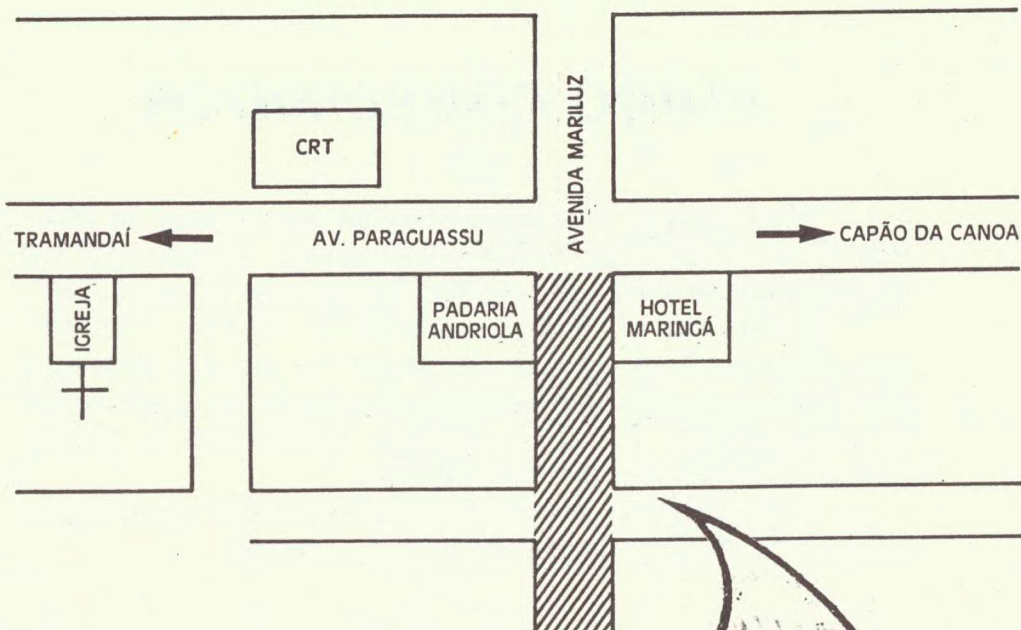 AVENIDA MARILUZ
CRT
TRAMANDAÍ
AV. PARAGUASSU
CAPÃO DA CANOA
IGREJA
PADARIA
ANDRIOLA
HOTEL
MARINGÁ